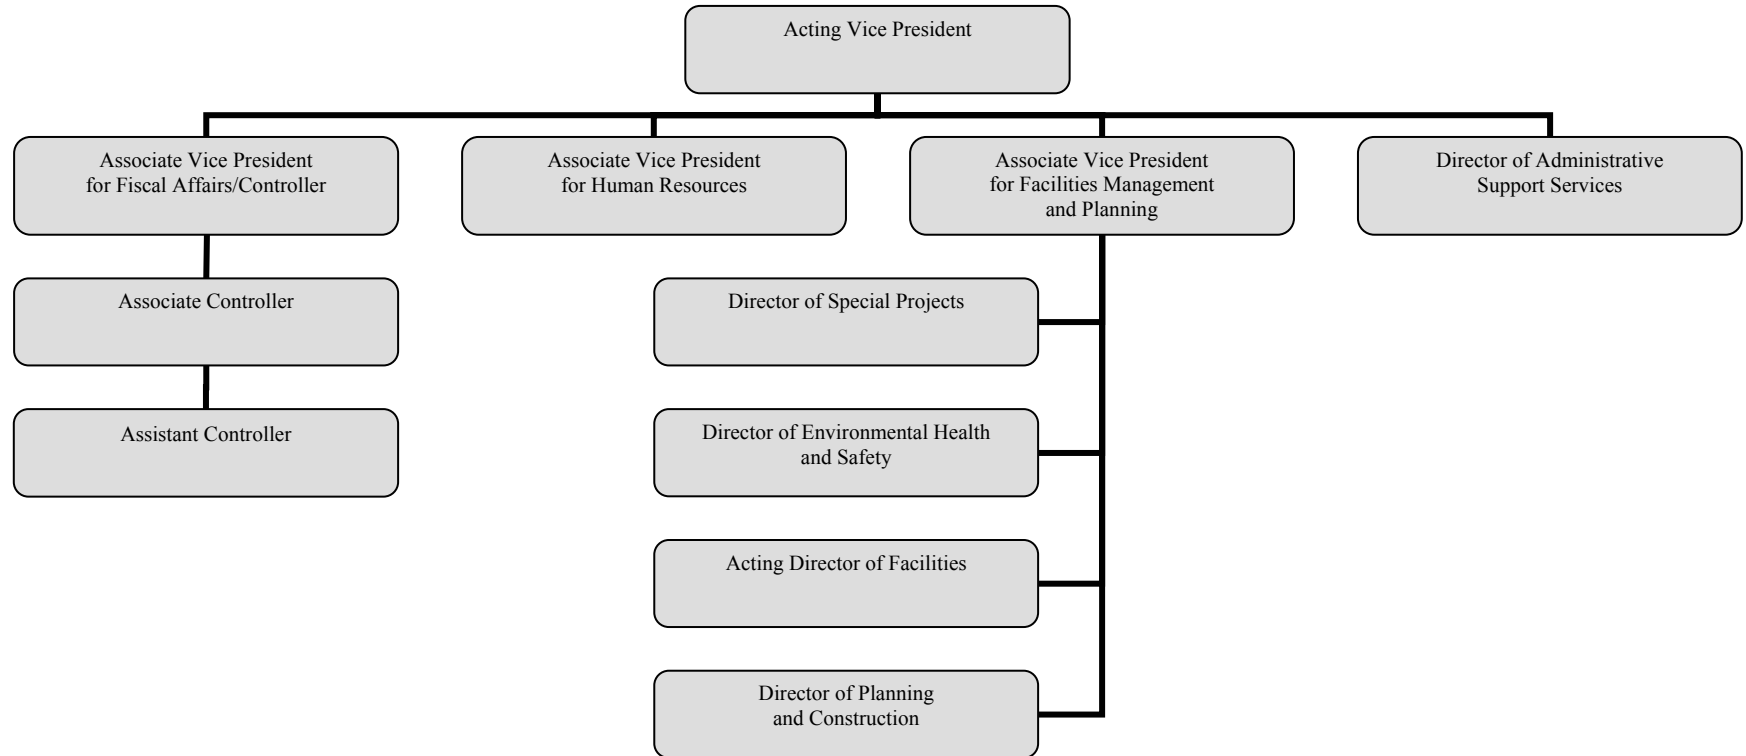 Acting Vice President
Associate Vice President
for Fiscal Affairs/Controller
Associate Vice President
for Human Resources
Associate Vice President
for Facilities Management
and Planning
Director of Administrative
Support Services
Associate Controller
Director of Special Projects
Assistant Controller
Director of Environmental Health
and Safety
Acting Director of Facilities
Director of Planning
and Construction